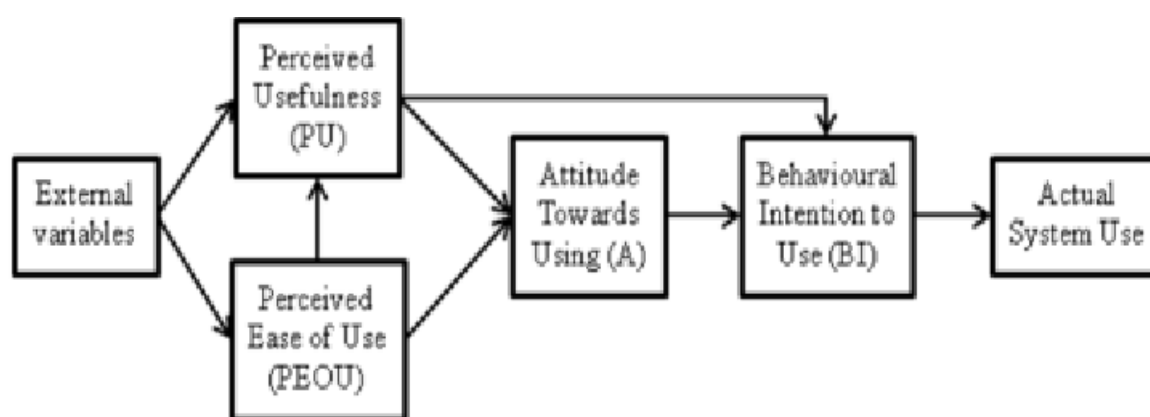 Perceived
Usefulness
(PU)
External
variables
Perceived
Ease of Use
(PEOU)
Attitude
Towards
Using (A)
Behavioural
Intention to
Use (BI)
Actual
System Use